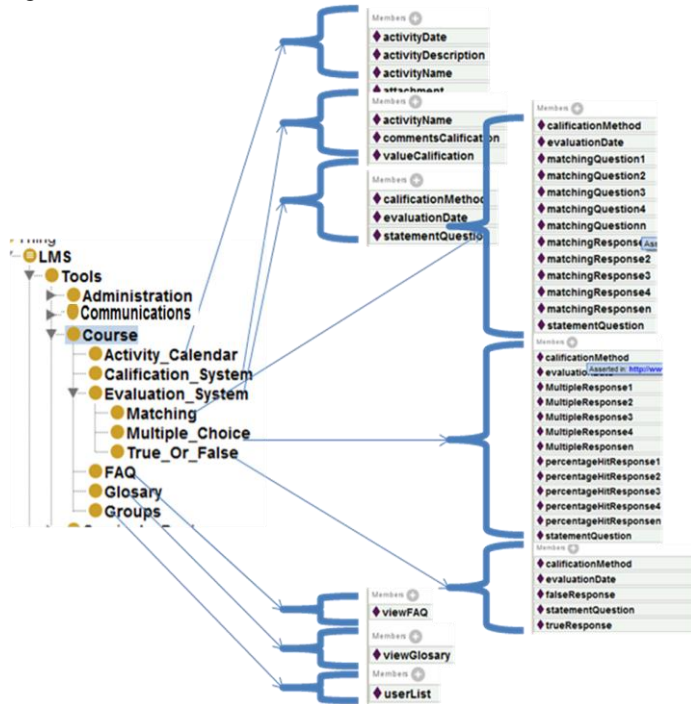 LMS
Tools
Administration
Communications
Course
Activity_Calendar
Calification_System
Evaluation_System
Matching
Multiple_Choice
True_Or_False
FAQ
Glosary
Groups
Members
activityDate
activityDescription
activityName
attachment
Members
activityName
commentsCalification
valueCalification
Members
calificationMethod
evaluationDate
statementQuestion
Members
calificationMethod
evaluationDate
matchingQuestion1
matchingQuestion2
matchingQuestion3
matchingQuestion4
matchingQuestionn
matchingResponse
matchingResponse2
matchingResponse3
matchingResponse4
matchingResponsen
statementQuestion
Members
calificationMethod
Asserted in: http://ww
MultipleResponse1
MultipleResponse2
MultipleResponse3
MultipleResponse4
MultipleResponsen
percentageHitResponse1
percentageHitResponse2
percentageHitResponse3
percentageHitResponse4
percentageHitResponsen
statementQuestion
Members
calificationMethod
evaluationDate
falseResponse
statementQuestion
trueResponse
Members
viewFAQ
Members
viewGlosary
Members
userList